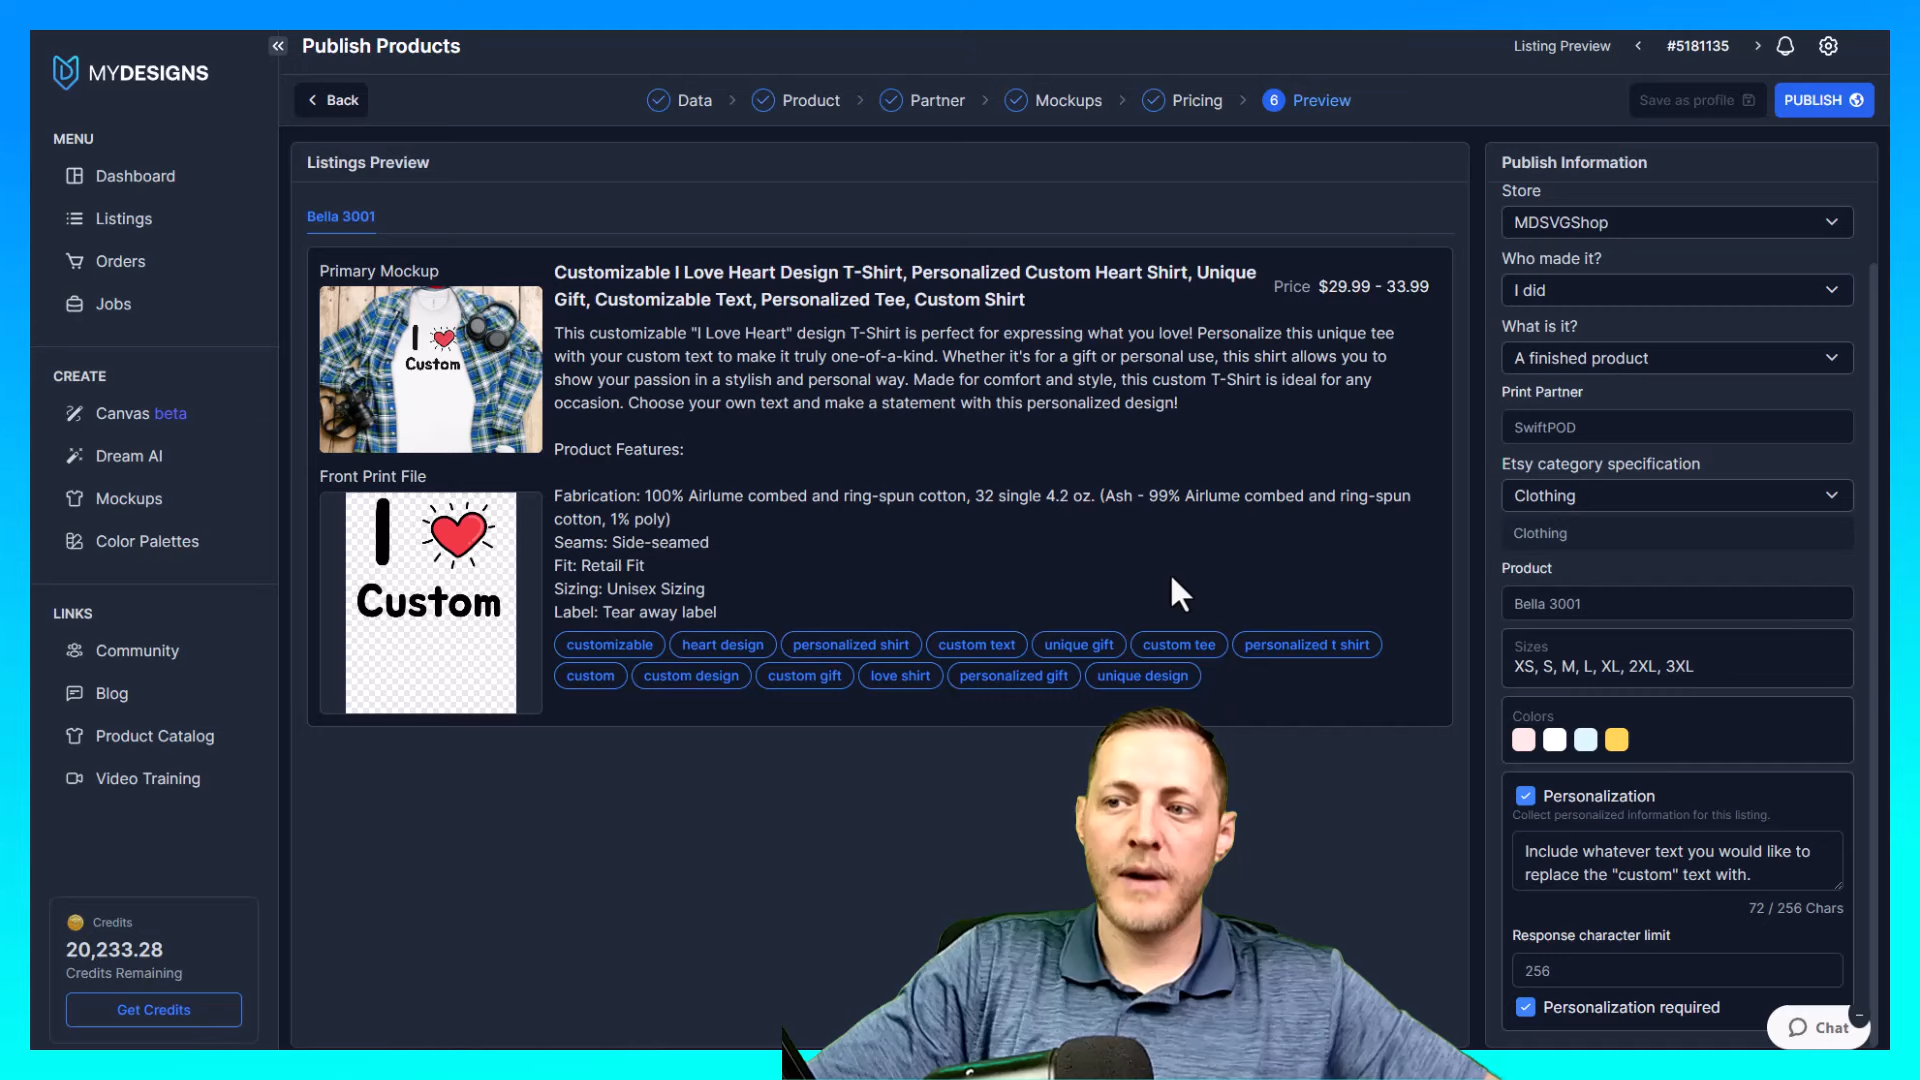 MYDESIGNS
Publish Products
Listing Preview
#5181135
Back
Data
Product
Partner
Mockups
Pricing
6 Preview
Save as profile
PUBLISH
MENU
Dashboard
Listings
Orders
Jobs
CREATE
Canvas beta
Dream AI
Mockups
Color Palettes
LINKS
Community
Blog
Product Catalog
Video Training
Credits
20,233.28
Credits Remaining
Get Credits
Listings Preview
Bella 3001
Primary Mockup
I
Custom
Front Print File
I
Custom
Customizable I Love Heart Design T-Shirt, Personalized Custom Heart Shirt, Unique
Gift, Customizable Text, Personalized Tee, Custom Shirt
Price $29.99 - 33.99
This customizable "I Love Heart" design T-Shirt is perfect for expressing what you love! Personalize this unique tee
with your custom text to make it truly one-of-a-kind. Whether it's for a gift or personal use, this shirt allows you to
show your passion in a stylish and personal way. Made for comfort and style, this custom T-Shirt is ideal for any
occasion. Choose your own text and make a statement with this personalized design!
Product Features:
Fabrication: 100% Airlume combed and ring-spun cotton, 32 single 4.2 oz. (Ash - 99% Airlume combed and ring-spun
cotton, 1% poly)
Seams: Side-seamed
Fit: Retail Fit
Sizing: Unisex Sizing
Label: Tear away label
customizable heart design personalized shirt custom text unique gift custom tee personalized t shirt
custom custom design custom gift love shirt personalized gift unique design
Publish Information
Store
MDSVGShop
Who made it?
I did
What is it?
A finished product
Print Partner
SwiftPOD
Etsy category specification
Clothing
Clothing
Product
Bella 3001
Sizes
XS, S, M, L, XL, 2XL, 3XL
Colors
Personalization
Collect personalized information for this listing.
Include whatever text you would like to
replace the "custom" text with.
72 / 256 Chars
Response character limit
256
Personalization required
Chat